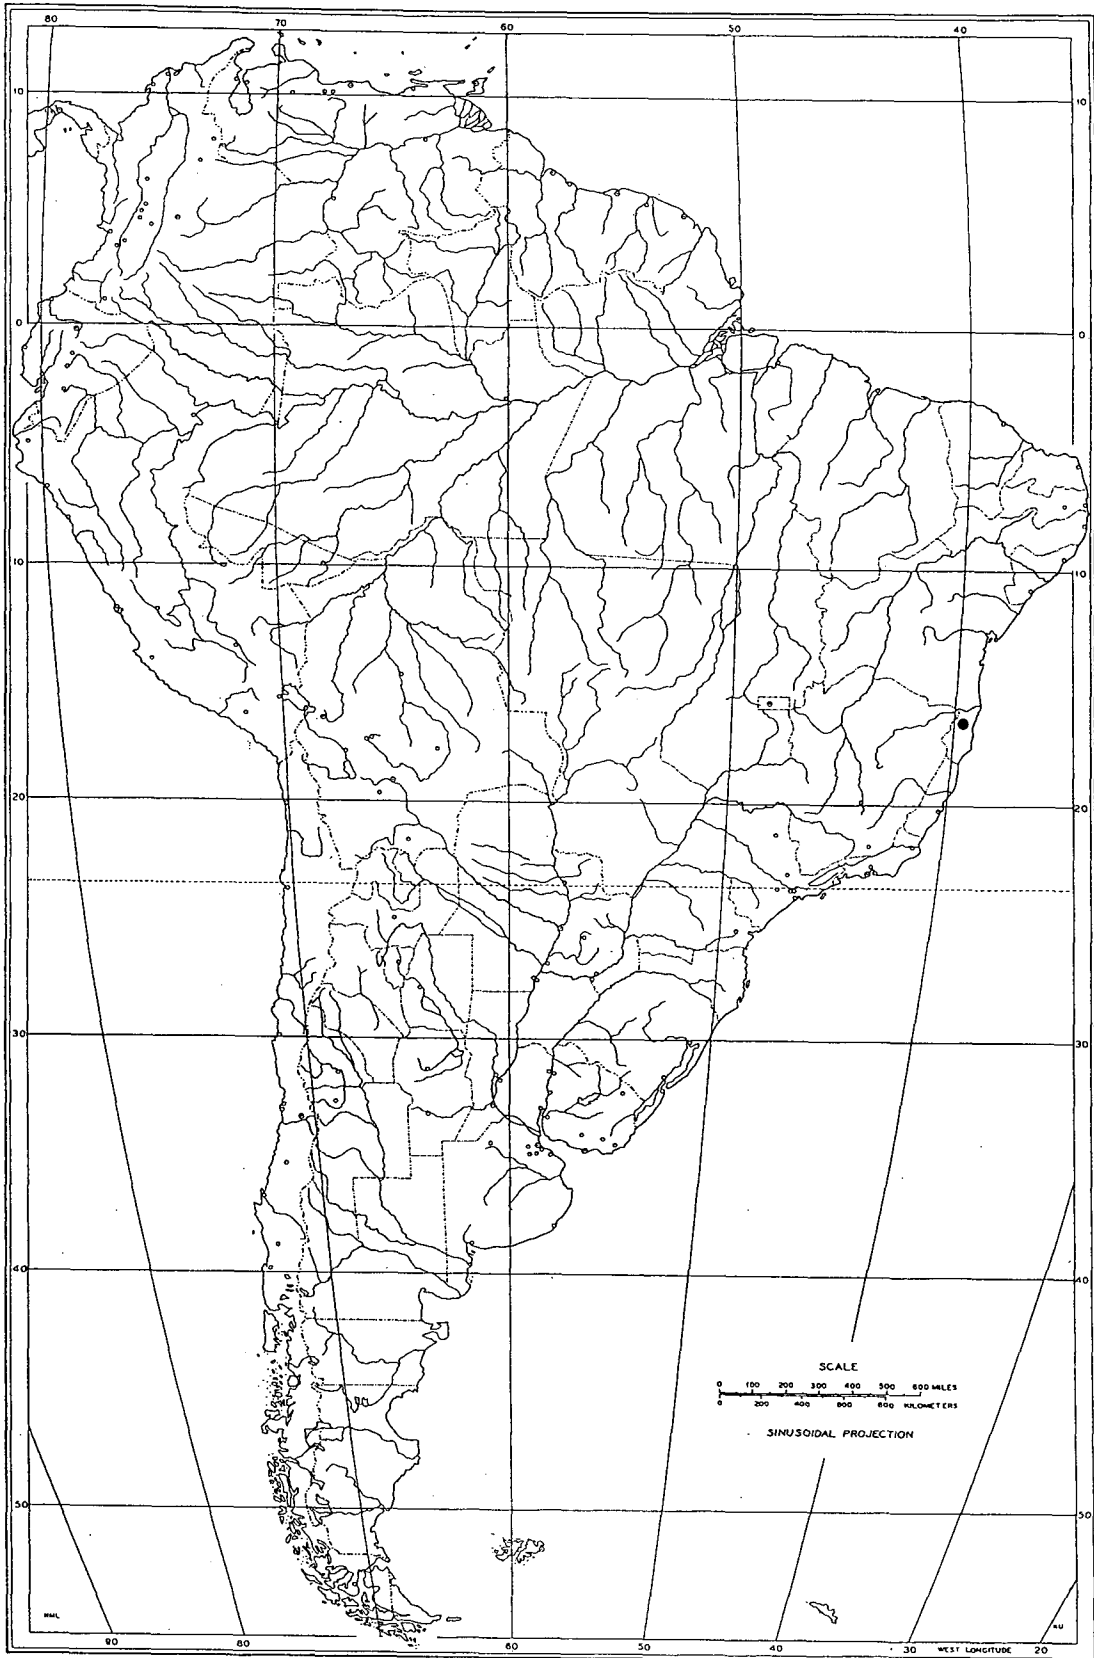 80 70 60 50 40
10 10
0 0
10 10
20 20
30 30
40 40
SCALE
0 100 200 300 400 500 600 MILES
0 200 400 600 800 KILOMETERS
SINUSOIDAL PROJECTION
50 50
HML
90 80 60 50 40 30 WEST LONGITUDE 20